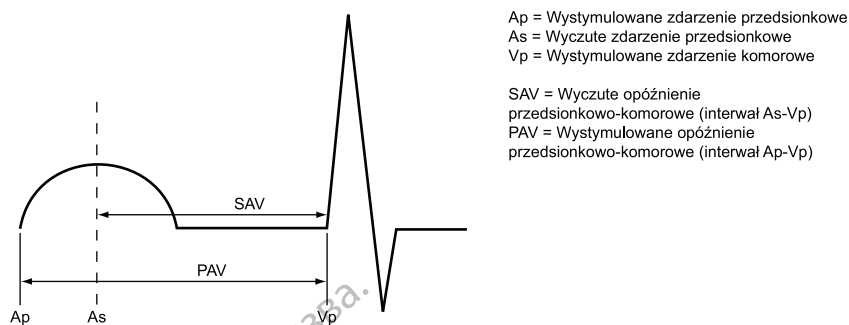 Ap = Wystymulowane zdarzenie przedsionkowe
As = Wyczute zdarzenie przedsionkowe
Vp = Wystymulowane zdarzenie komorowe
SAV = Wyczute opóźnienie
przedsionkowo-komorowe (interwał As-Vp)
PAV = Wystymulowane opóźnienie
przedsionkowo-komorowe (interwał Ap-Vp)
SAV
PAV
Ap As Vp